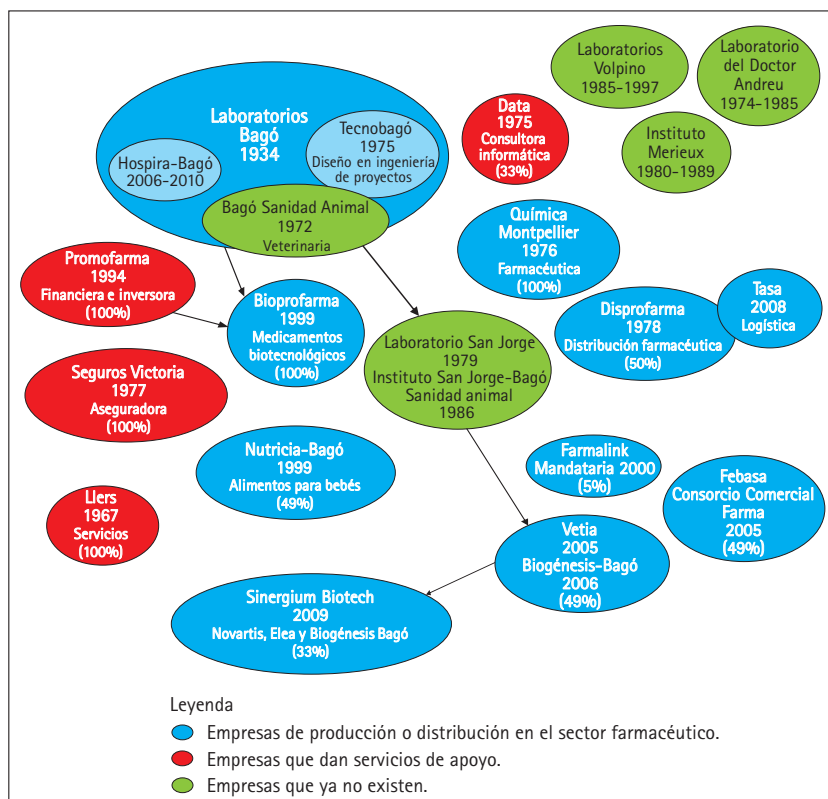 Laboratorios
Bagó
1934
Hospira-Bagó
2006-2010
Tecnobagó
1975
Diseño en ingeniería
de proyectos
Bagó Sanidad Animal
1972
Veterinaria
Data
1975
Consultora
informática
(33%)
Laboratorios
Volpino
1985-1997
Laboratorio
del Doctor
Andreu
1974-1985
Instituto
Merieux
1980-1989
Química
Montpellier
1976
Farmacéutica
(100%)
Promofarma
1994
Financiera e inversora
(100%)
Bioprofarma
1999
Medicamentos
biotecnológicos
(100%)
Laboratorio San Jorge
1979
Instituto San Jorge-Bagó
Sanidad animal
1986
Disprofarma
1978
Distribución farmacéutica
(50%)
Tasa
2008
Logística
Seguros Victoria
1977
Aseguradora
(100%)
Nutricia-Bagó
1999
Alimentos para bebés
(49%)
Farmalink
Mandataria 2000
(5%)
Febasa
Consorcio Comercial
Farma
2005
(49%)
Llers
1967
Servicios
(100%)
Vetia
2005
Biogénesis-Bagó
2006
(49%)
Sinergium Biotech
2009
Novartis, Elea y Biogénesis Bagó
(33%)
Leyenda
Empresas de producción o distribución en el sector farmacéutico.
Empresas que dan servicios de apoyo.
Empresas que ya no existen.